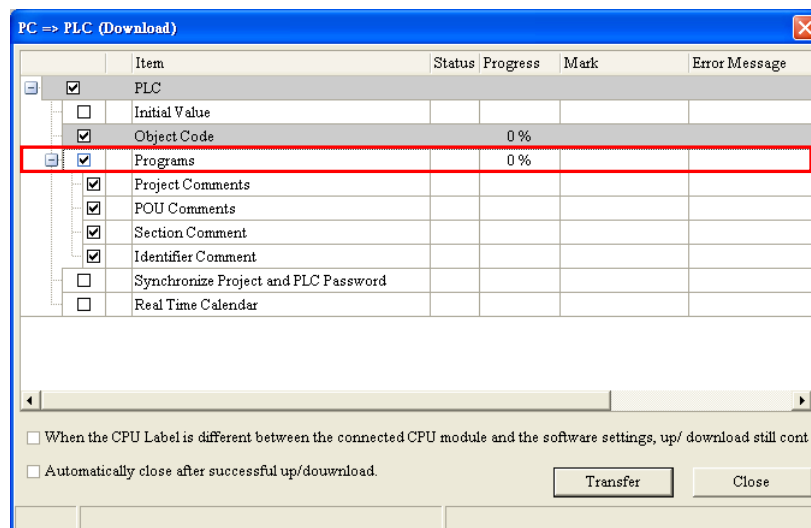 PC => PLC (Download)
Item Status Progress Mark Error Message
PLC
Initial Value
Object Code 0 %
Programs 0 %
Project Comments
POU Comments
Section Comment
Identifier Comment
Synchronize Project and PLC Password
Real Time Calendar
When the CPU Label is different between the connected CPU module and the software settings, up/ download still cont
Automatically close after successful up/douwnload.
Transfer Close